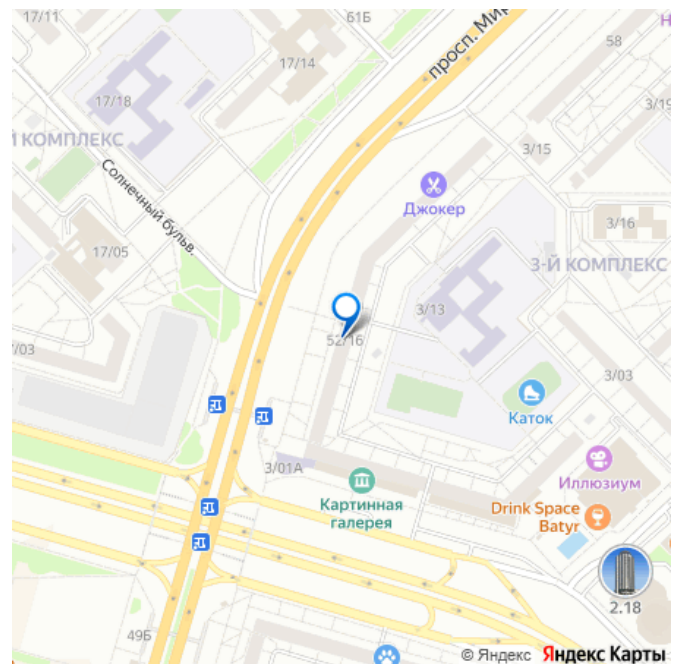 17/11
61Б
просп. Мир
58
17/14
17/18
3/19
Й КОМПЛЕКС
3/15
Солнечный бульв.
Джокер
3/16
17/05
3-Й КОМПЛЕКС
3/13
52/16
/03
3/03
Каток
3/01А
Иллюзиум
Картинная
галерея
Drink Space
Batyr
2.18
49Б
© Яндекс Яндекс Карты